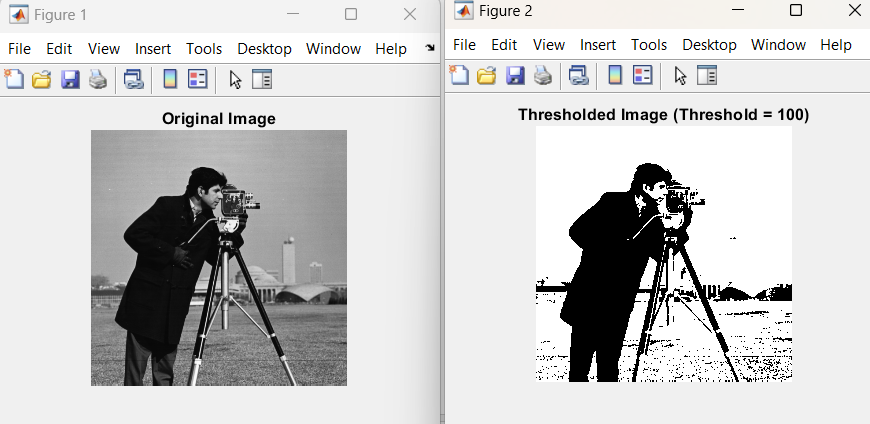 Figure 1
File Edit View Insert Tools Desktop Window Help
Original Image
Figure 2
File Edit View Insert Tools Desktop Window Help
Thresholded Image (Threshold = 100)